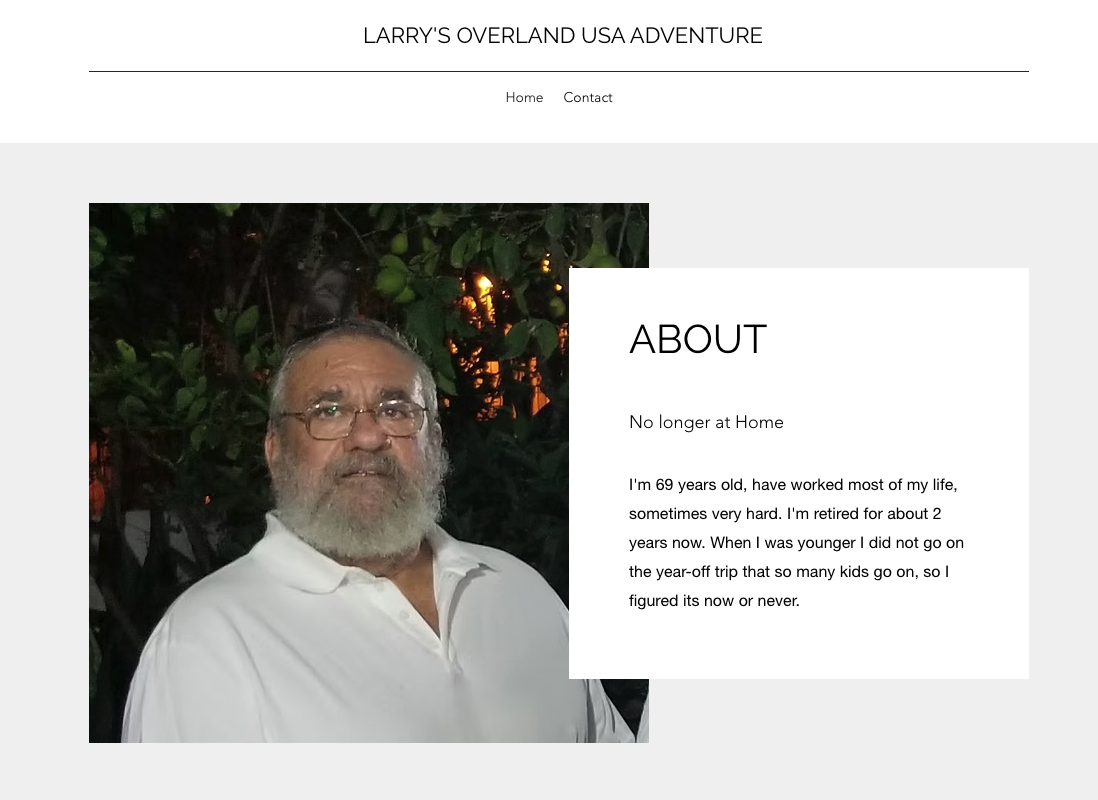 LARRY'S OVERLAND USA ADVENTURE
Home Contact
ABOUT
No longer at Home
I'm 69 years old, have worked most of my life,
sometimes very hard. I'm retired for about 2
years now. When I was younger I did not go on
the year-off trip that so many kids go on, so I
figured its now or never.